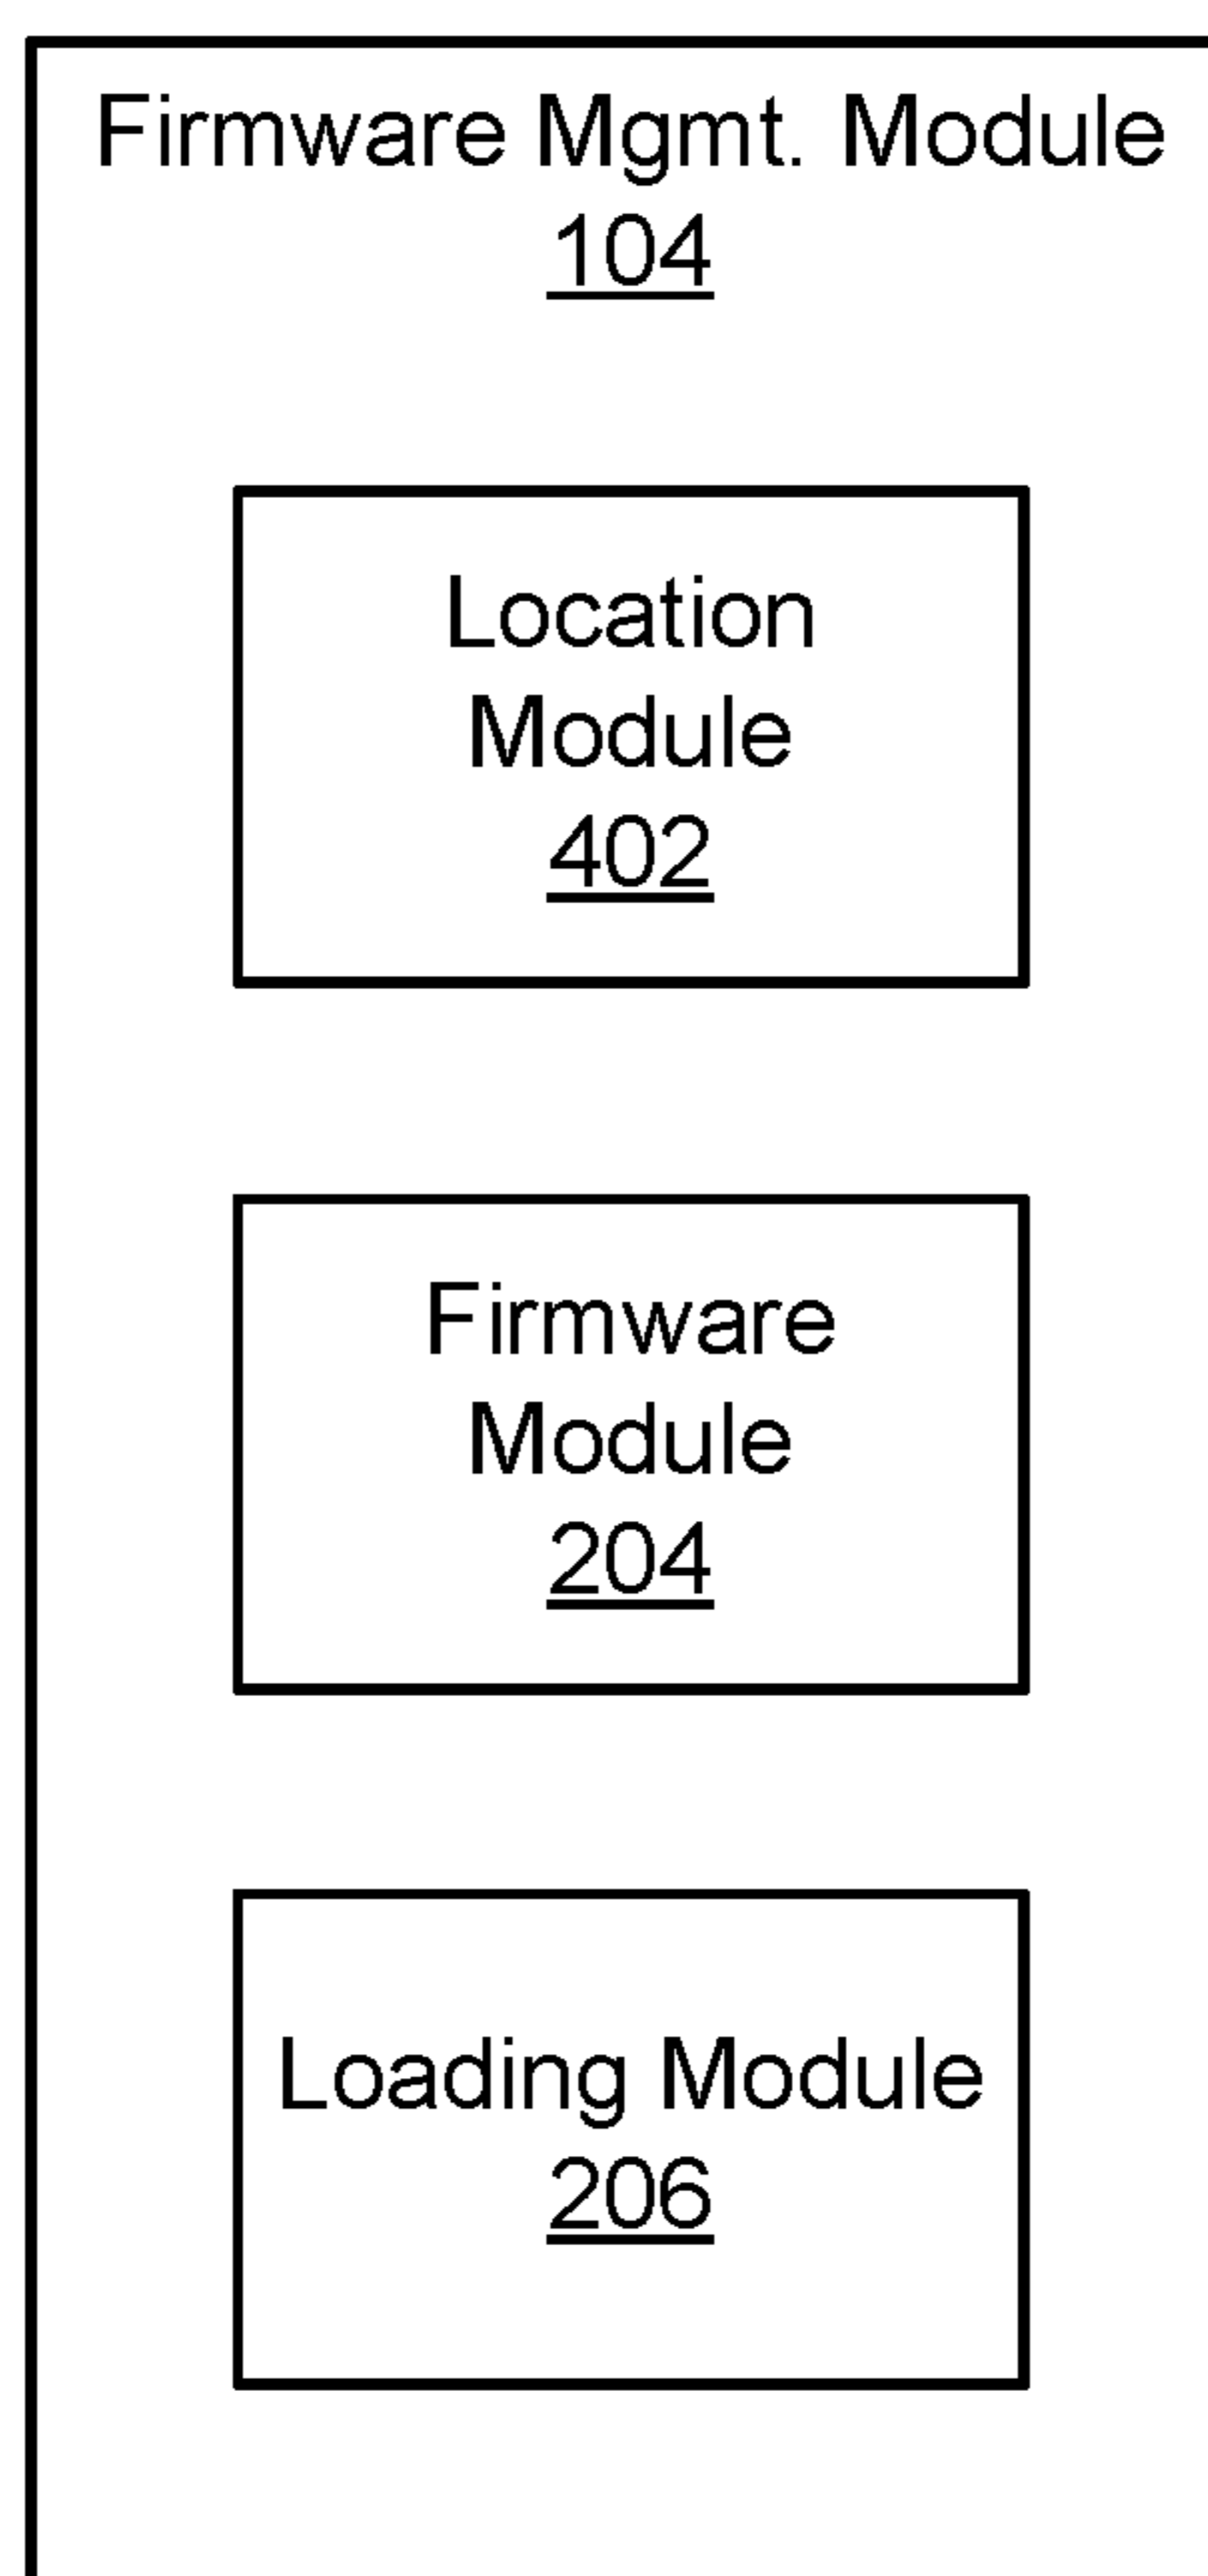 Firmware Mgmt. Module
104
Location
Module
402
Firmware
Module
204
Loading Module
206